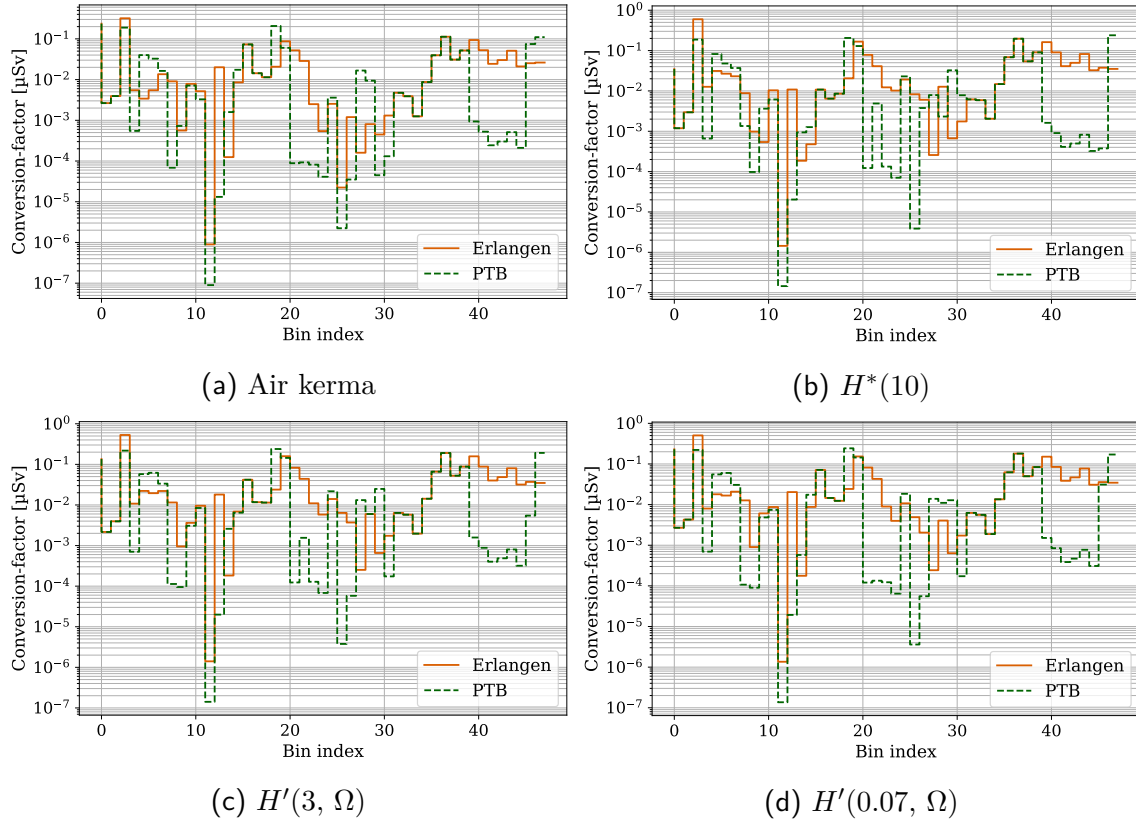 Conversion-factor [µSv]
10⁻¹
10⁻²
10⁻³
10⁻⁴
10⁻⁵
10⁻⁶
10⁻⁷
Erlangen
PTB
0 10 20 30 40
Bin index
(a) Air kerma
Conversion-factor [µSv]
10⁰
10⁻¹
10⁻²
10⁻³
10⁻⁴
10⁻⁵
10⁻⁶
10⁻⁷
Erlangen
PTB
0 10 20 30 40
Bin index
(b) H*(10)
Conversion-factor [µSv]
10⁰
10⁻¹
10⁻²
10⁻³
10⁻⁴
10⁻⁵
10⁻⁶
10⁻⁷
Erlangen
PTB
0 10 20 30 40
Bin index
(c) H′(3, Ω)
Conversion-factor [µSv]
10⁰
10⁻¹
10⁻²
10⁻³
10⁻⁴
10⁻⁵
10⁻⁶
10⁻⁷
Erlangen
PTB
0 10 20 30 40
Bin index
(d) H′(0.07, Ω)